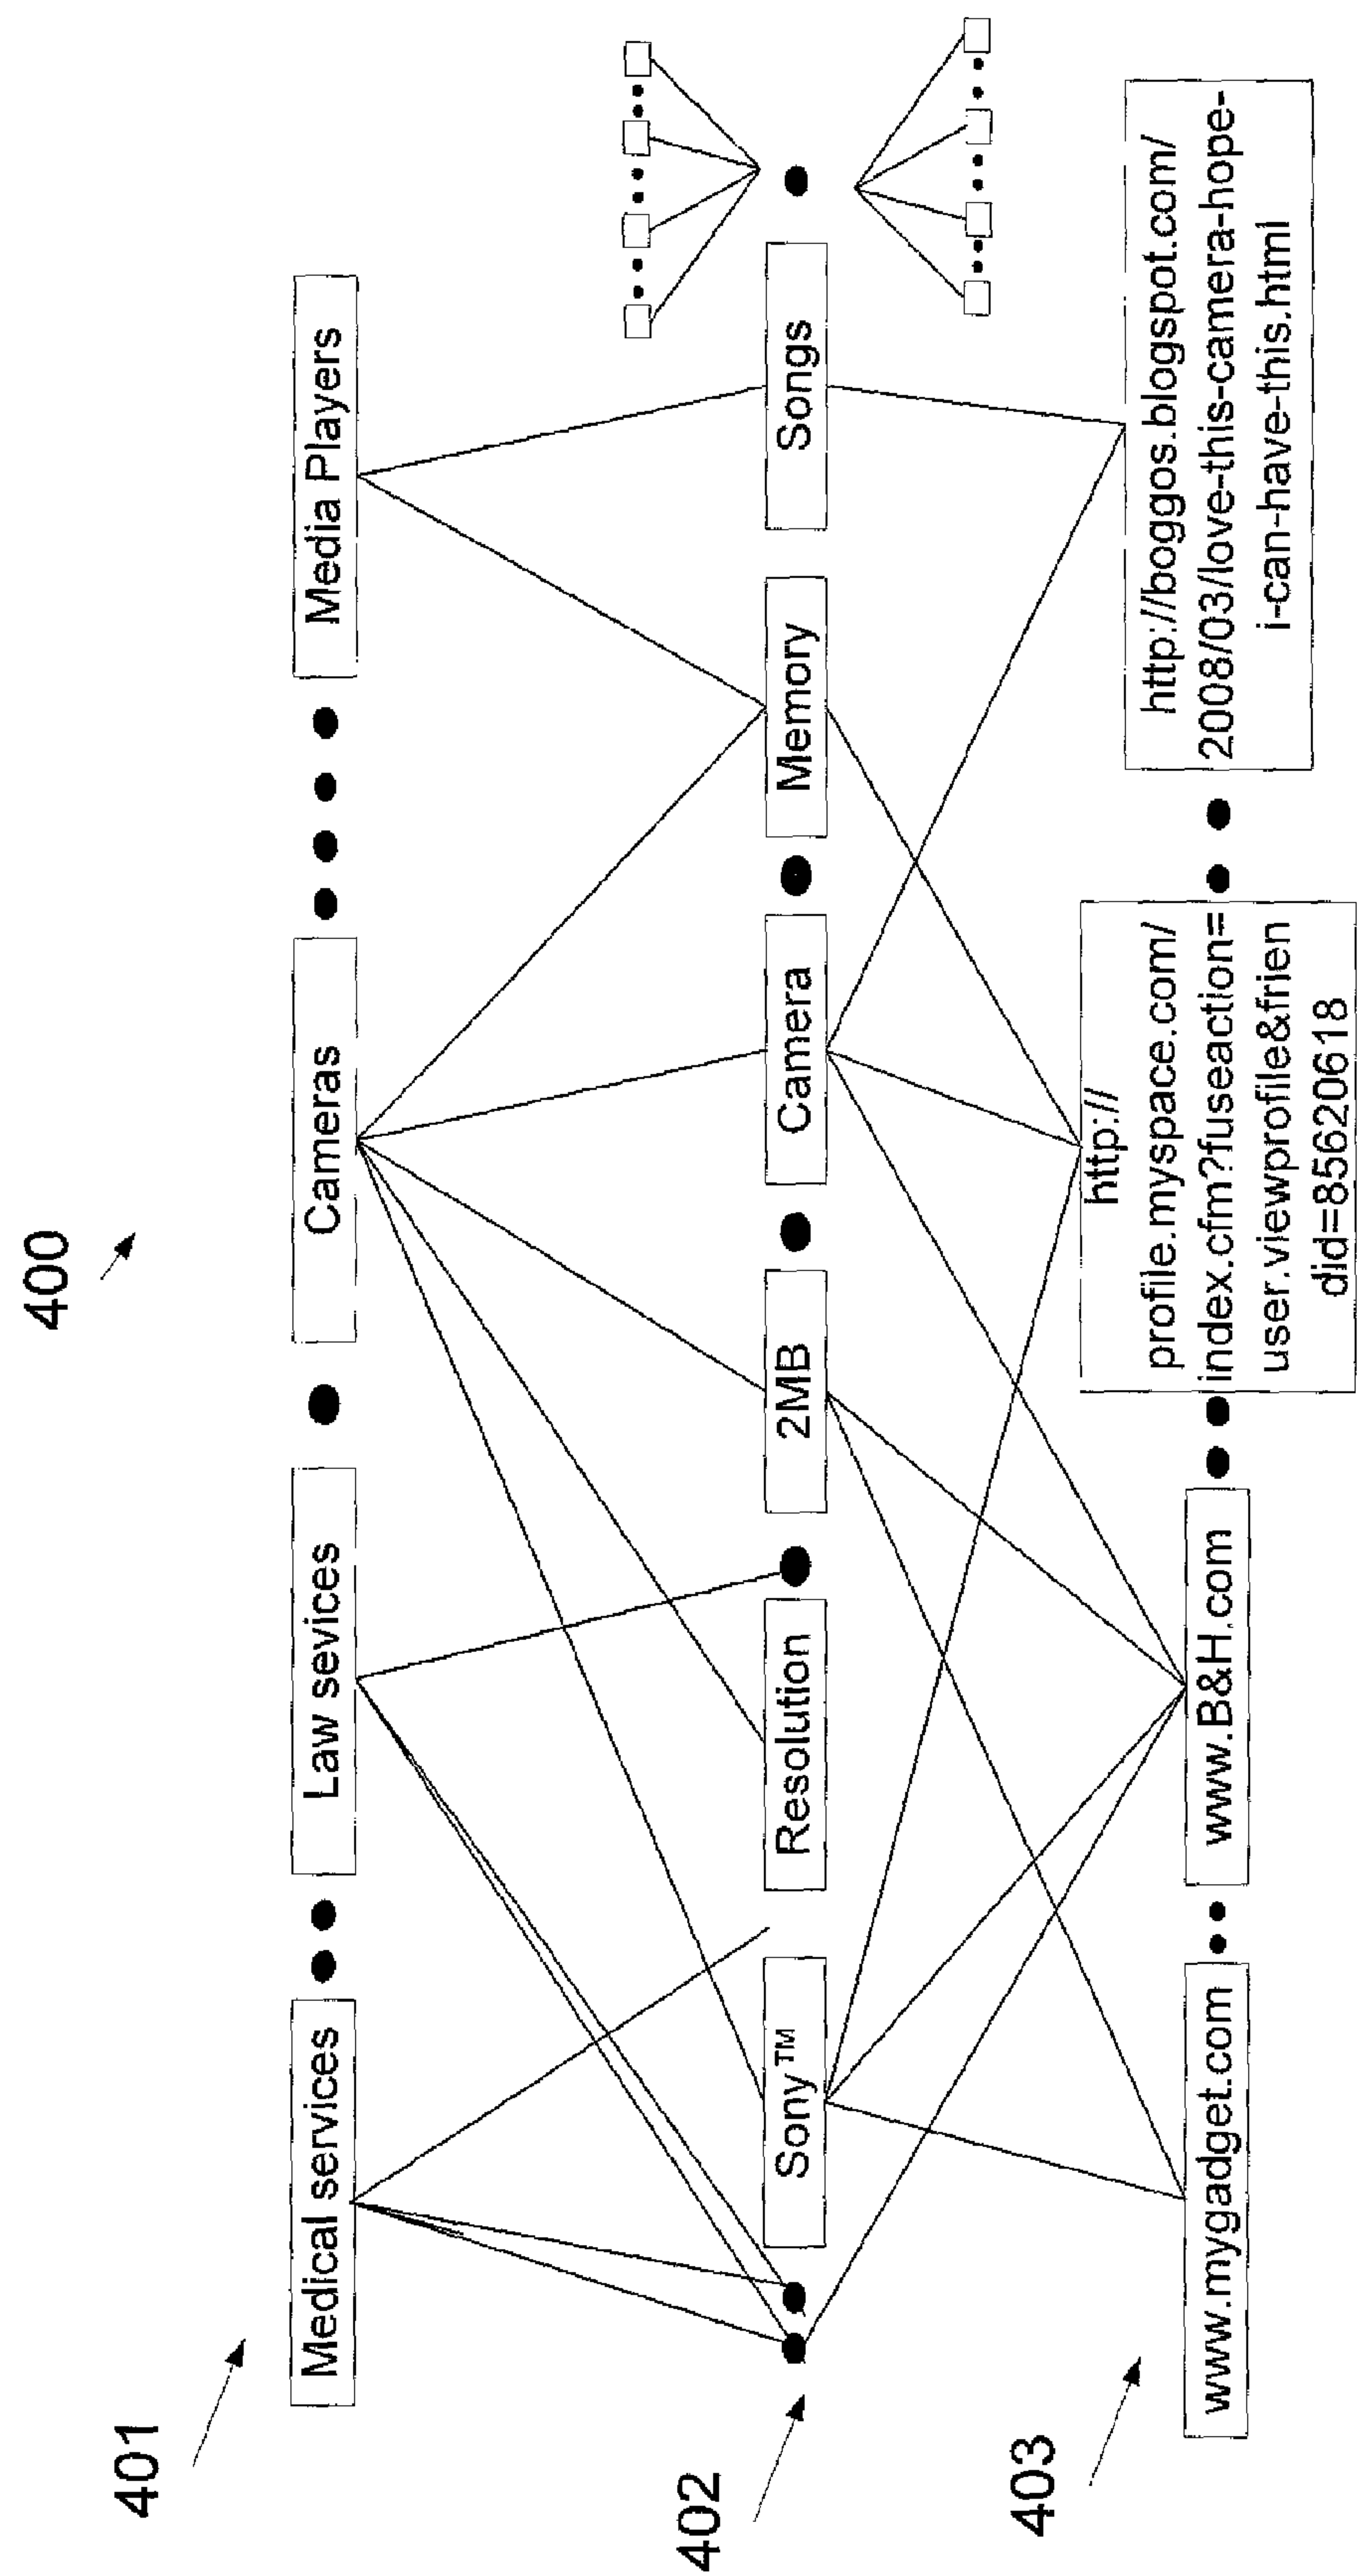 400
401
Medical services
Law sevices
Cameras
Media Players
402
Sony™
Resolution
2MB
Camera
Memory
Songs
403
www.mygadget.com
www.B&H.com
http://
profile.myspace.com/
index.cfm?fuseaction=
user.viewprofile&frien
did=85620618
http://boggos.blogspot.com/
2008/03/love-this-camera-hope-
i-can-have-this.html